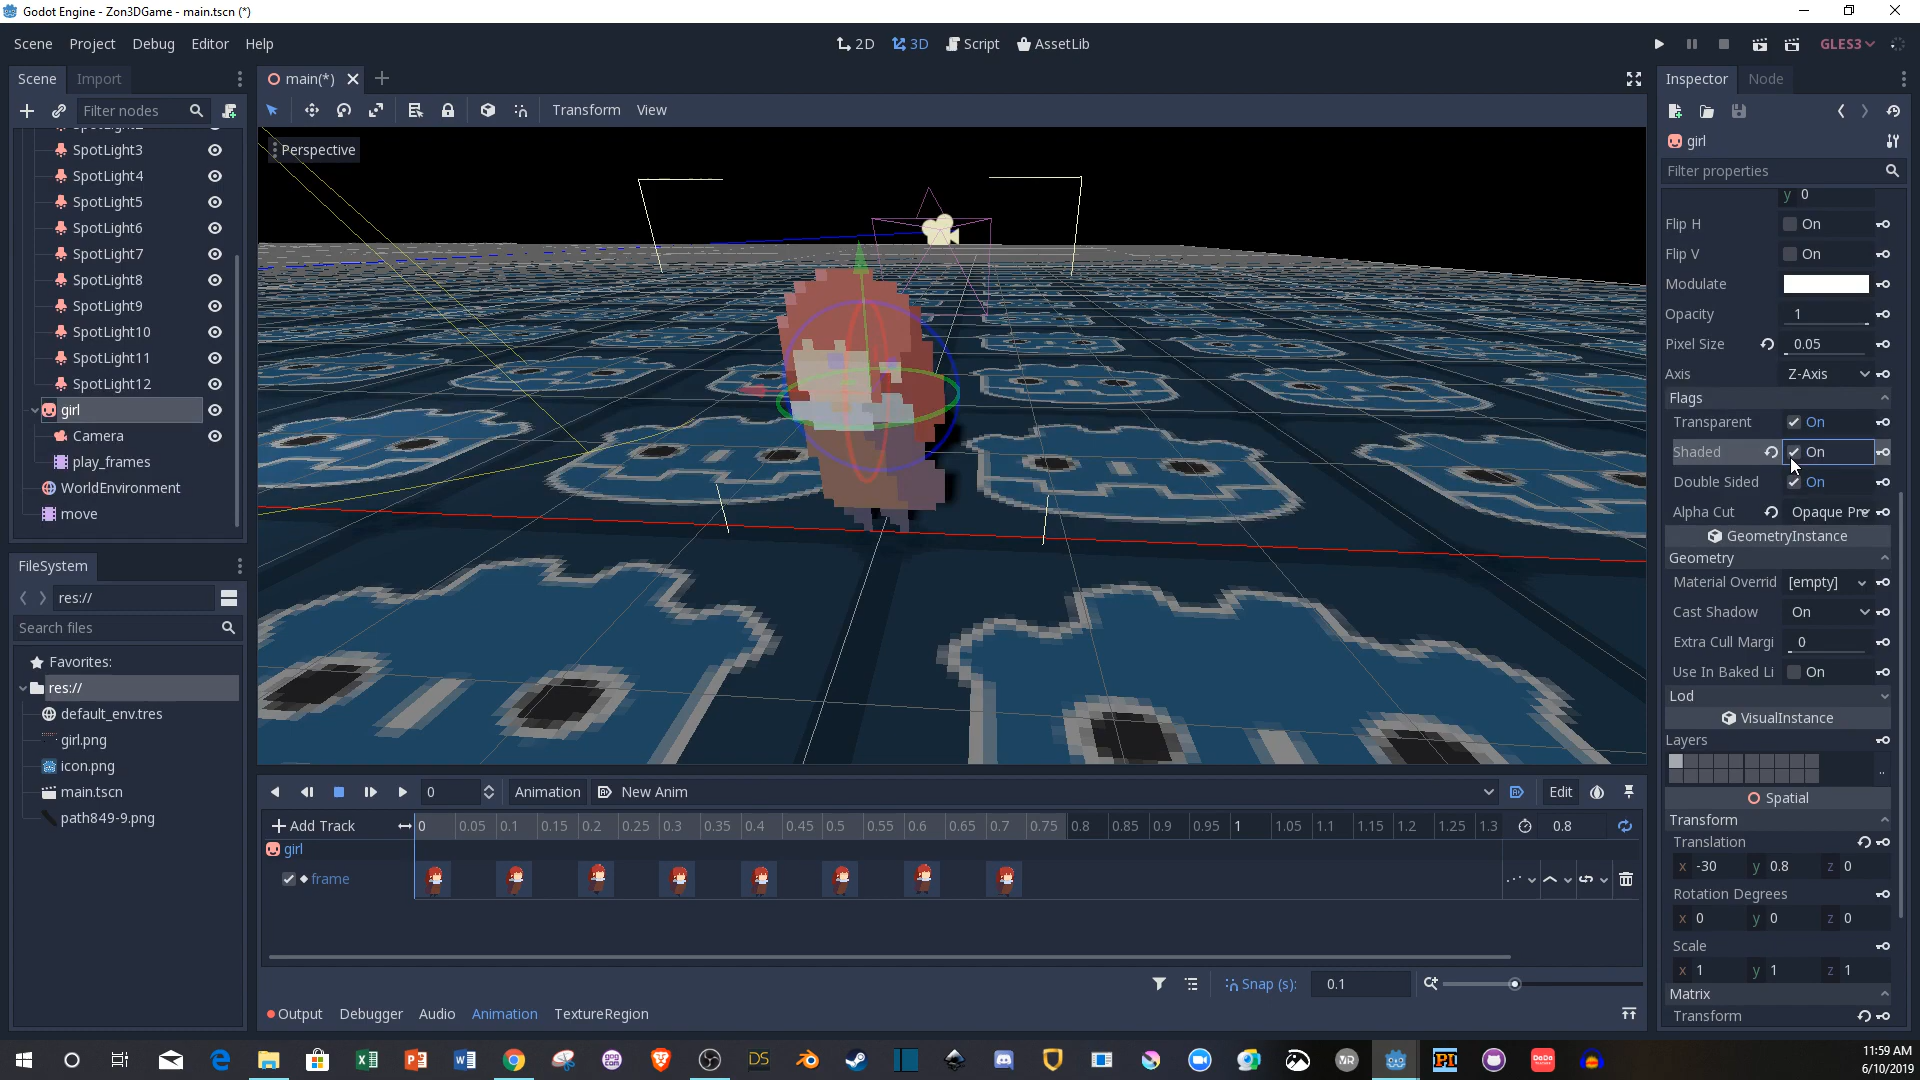 Godot Engine - Zon3DGame - main.tscn (*)
Scene Project Debug Editor Help
2D 3D Script AssetLib
GLES3
Scene Import
Filter nodes
SpotLight2
SpotLight3
SpotLight4
SpotLight5
SpotLight6
SpotLight7
SpotLight8
SpotLight9
SpotLight10
SpotLight11
SpotLight12
girl
Camera
play_frames
WorldEnvironment
move
FileSystem
res://
Search files
Favorites:
res://
default_env.tres
girl.png
icon.png
main.tscn
path849-9.png
main(*)
Transform View
Perspective
0 Animation New Anim Edit
Add Track 0 0.05 0.1 0.15 0.2 0.25 0.3 0.35 0.4 0.45 0.5 0.55 0.6 0.65 0.7 0.75 0.8 0.85 0.9 0.95 1 1.05 1.1 1.15 1.2 1.25 1.3 0.8
girl
frame
Snap (s): 0.1
Output Debugger Audio Animation TextureRegion
Inspector Node
girl
Filter properties
y 0
Flip H On
Flip V On
Modulate
Opacity 1
Pixel Size 0.05
Axis Z-Axis
Flags
Transparent On
Shaded On
Double Sided On
Alpha Cut Opaque Pre
GeometryInstance
Geometry
Material Overrid [empty]
Cast Shadow On
Extra Cull Margi 0
Use In Baked Li On
Lod
VisualInstance
Layers
..
Spatial
Transform
Translation
x -30 y 0.8 z 0
Rotation Degrees
x 0 y 0 z 0
Scale
x 1 y 1 z 1
Matrix
Transform
DS
11:59 AM
6/10/2019